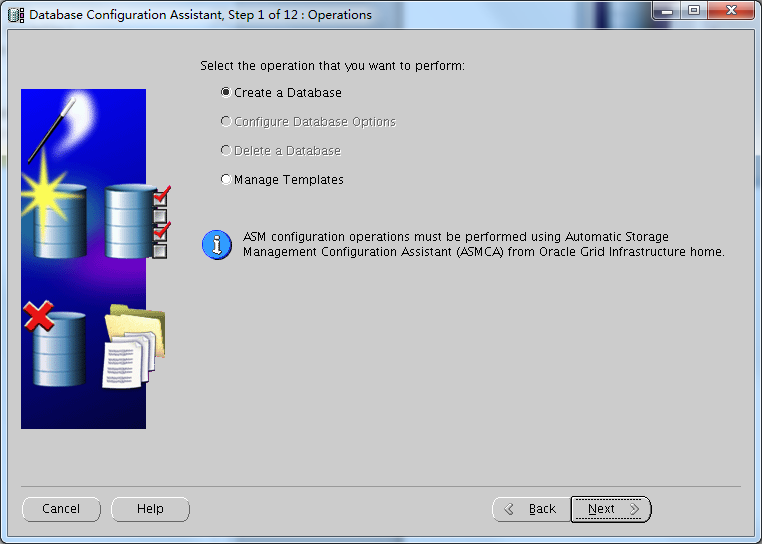 Database Configuration Assistant, Step 1 of 12 : Operations
Select the operation that you want to perform:
Create a Database
Configure Database Options
Delete a Database
Manage Templates
ASM configuration operations must be performed using Automatic Storage
Management Configuration Assistant (ASMCA) from Oracle Grid Infrastructure home.
Cancel
Help
Back
Next